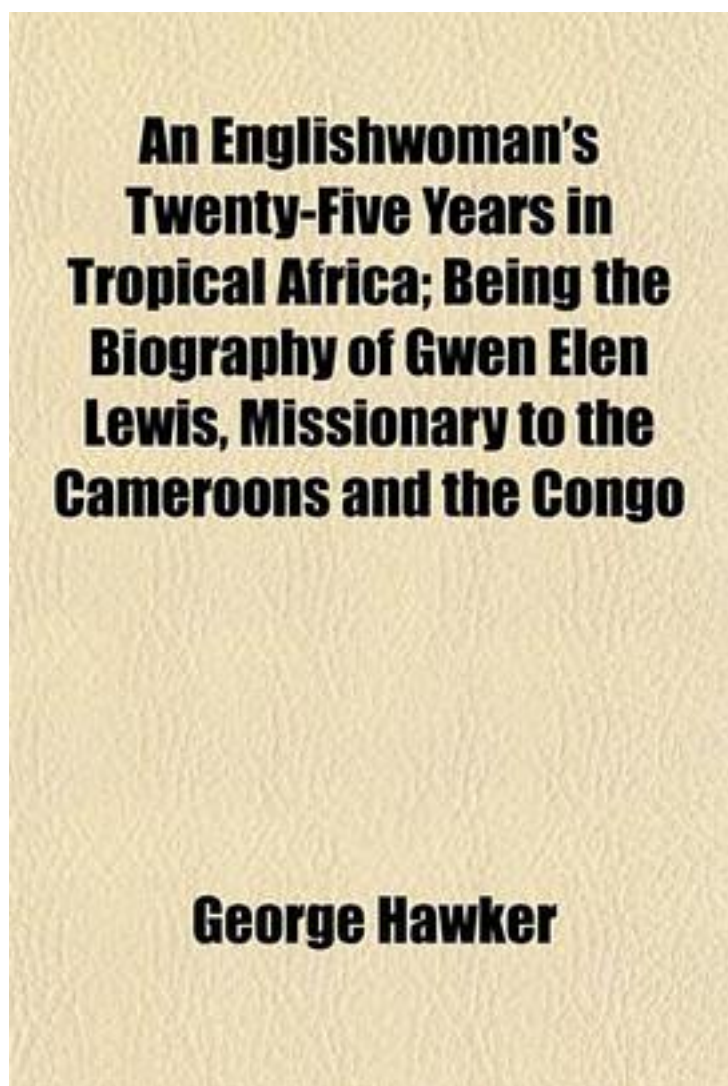 An Englishwoman's
Twenty-Five Years in
Tropical Africa; Being the
Biography of Gwen Elen
Lewis, Missionary to the
Cameroons and the Congo
George Hawker